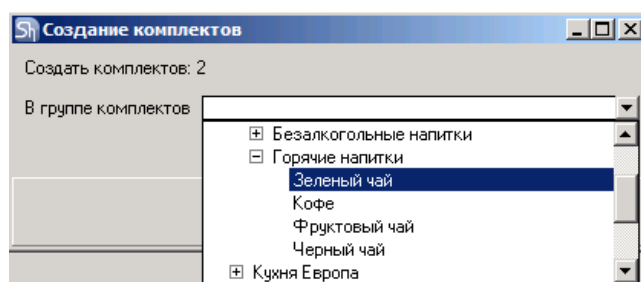 Sh Создание комплектов
Создать комплектов: 2
В группе комплектов
Безалкогольные напитки
Горячие напитки
Зеленый чай
Кофе
Фруктовый чай
Черный чай
Кухня Европа